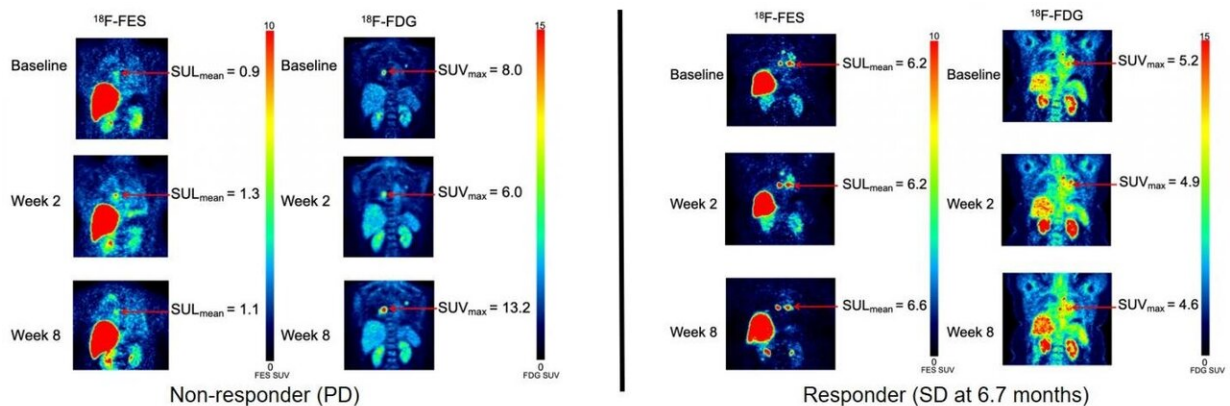 ¹⁸F-FES ¹⁸F-FDG
10 15
Baseline SULmean = 0.9 Baseline SUVmax = 8.0
Week 2 SULmean = 1.3 Week 2 SUVmax = 6.0
Week 8 SULmean = 1.1 Week 8 SUVmax = 13.2
0 0
FES SUV FDG SUV
Non-responder (PD)
¹⁸F-FES ¹⁸F-FDG
10 15
Baseline SULmean = 6.2 Baseline SUVmax = 5.2
Week 2 SULmean = 6.2 Week 2 SUVmax = 4.9
Week 8 SULmean = 6.6 Week 8 SUVmax = 4.6
0 0
FES SUV FDG SUV
Responder (SD at 6.7 months)